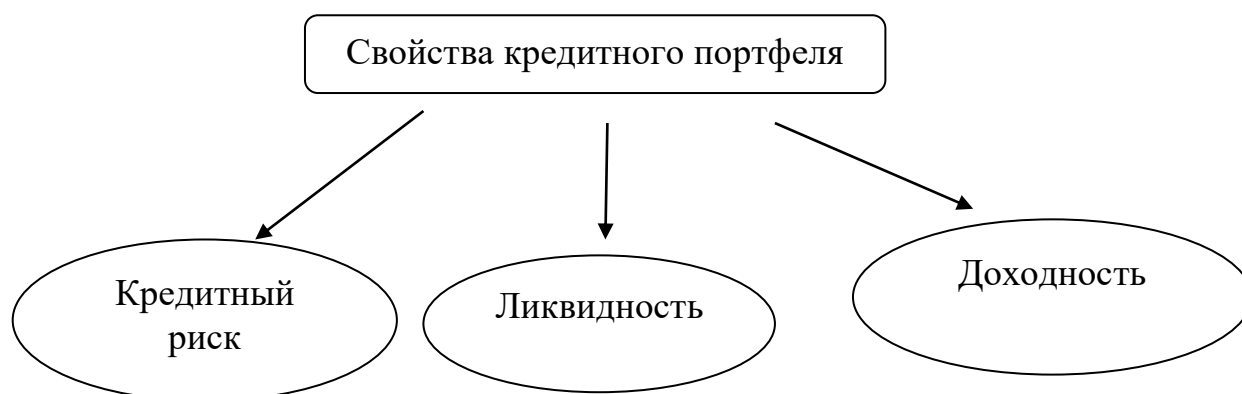 Свойства кредитного портфеля
Кредитный
риск
Ликвидность
Доходность